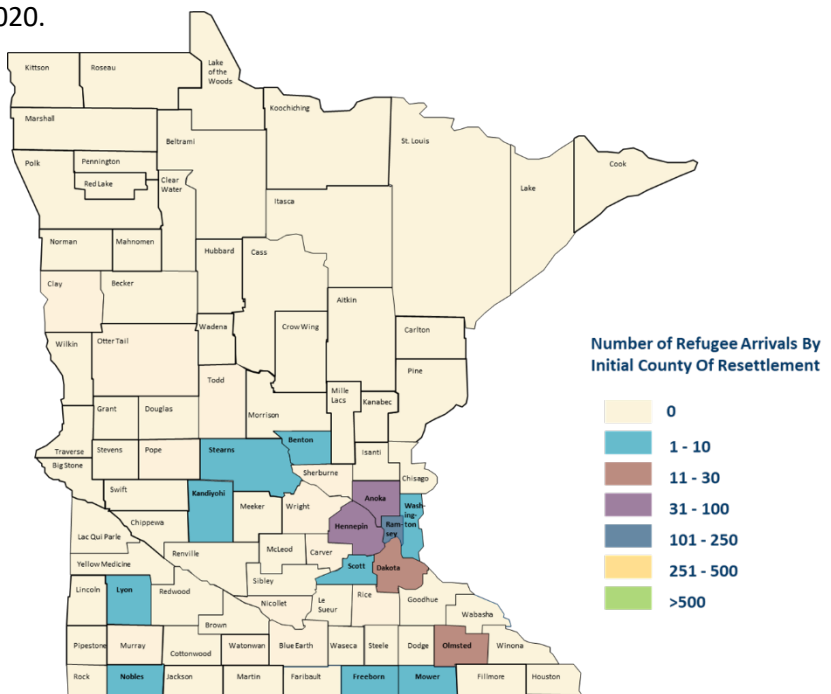 020.
Kittson
Roseau
Lake
of the
Woods
Koochiching
Marshall
Beltrami
St. Louis
Polk
Pennington
Red Lake
Clear
Water
Cook
Lake
Itasca
Norman
Mahnomen
Hubbard
Cass
Clay
Becker
Aitkin
Wadena
Crow Wing
Carlton
Wilkin
Otter Tail
Pine
Todd
Mille
Lacs
Kanabec
Grant
Douglas
Morrison
Benton
Traverse
Stevens
Pope
Stearns
Isanti
Big Stone
Sherburne
Chisago
Swift
Kandiyohi
Anoka
Wash-
ing-
ton
Meeker
Wright
Hennepin
Ram-
sey
Chippewa
Lac Qui Parle
Renville
McLeod
Carver
Yellow Medicine
Scott
Dakota
Sibley
Lincoln
Lyon
Redwood
Nicollet
Le
Sueur
Rice
Goodhue
Wabasha
Brown
Pipestone
Murray
Cottonwood
Watonwan
Blue Earth
Waseca
Steele
Dodge
Olmsted
Winona
Rock
Nobles
Jackson
Martin
Faribault
Freeborn
Mower
Fillmore
Houston
Number of Refugee Arrivals By
Initial County Of Resettlement
0
1 - 10
11 - 30
31 - 100
101 - 250
251 - 500
>500